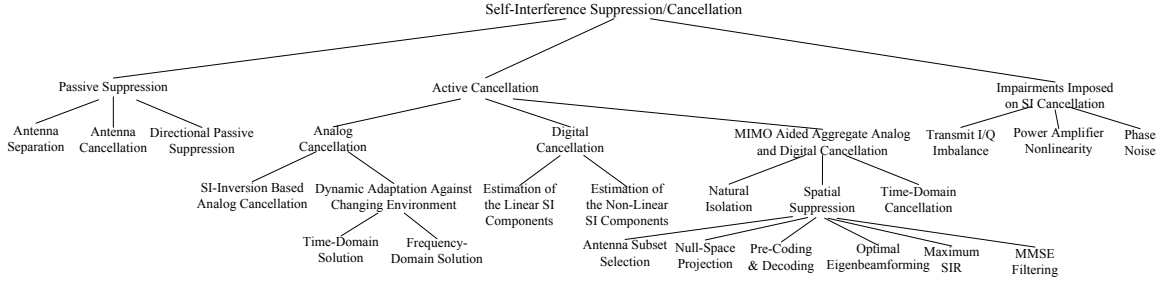 Self-Interference Suppression/Cancellation
Passive Suppression
Active Cancellation
Impairments Imposed
on SI Cancellation
Antenna
Separation
Antenna
Cancellation
Directional Passive
Suppression
Analog
Cancellation
Digital
Cancellation
MIMO Aided Aggregate Analog
and Digital Cancellation
Transmit I/Q
Imbalance
Power Amplifier
Nonlinearity
Phase
Noise
SI-Inversion Based
Analog Cancellation
Dynamic Adaptation Against
Changing Environment
Estimation of
the Linear SI
Components
Estimation of
the Non-Linear
SI Components
Natural
Isolation
Spatial
Suppression
Time-Domain
Cancellation
Time-Domain
Solution
Frequency-
Domain Solution
Antenna Subset
Selection
Null-Space
Projection
Pre-Coding
& Decoding
Optimal
Eigenbeamforming
Maximum
SIR
MMSE
Filtering